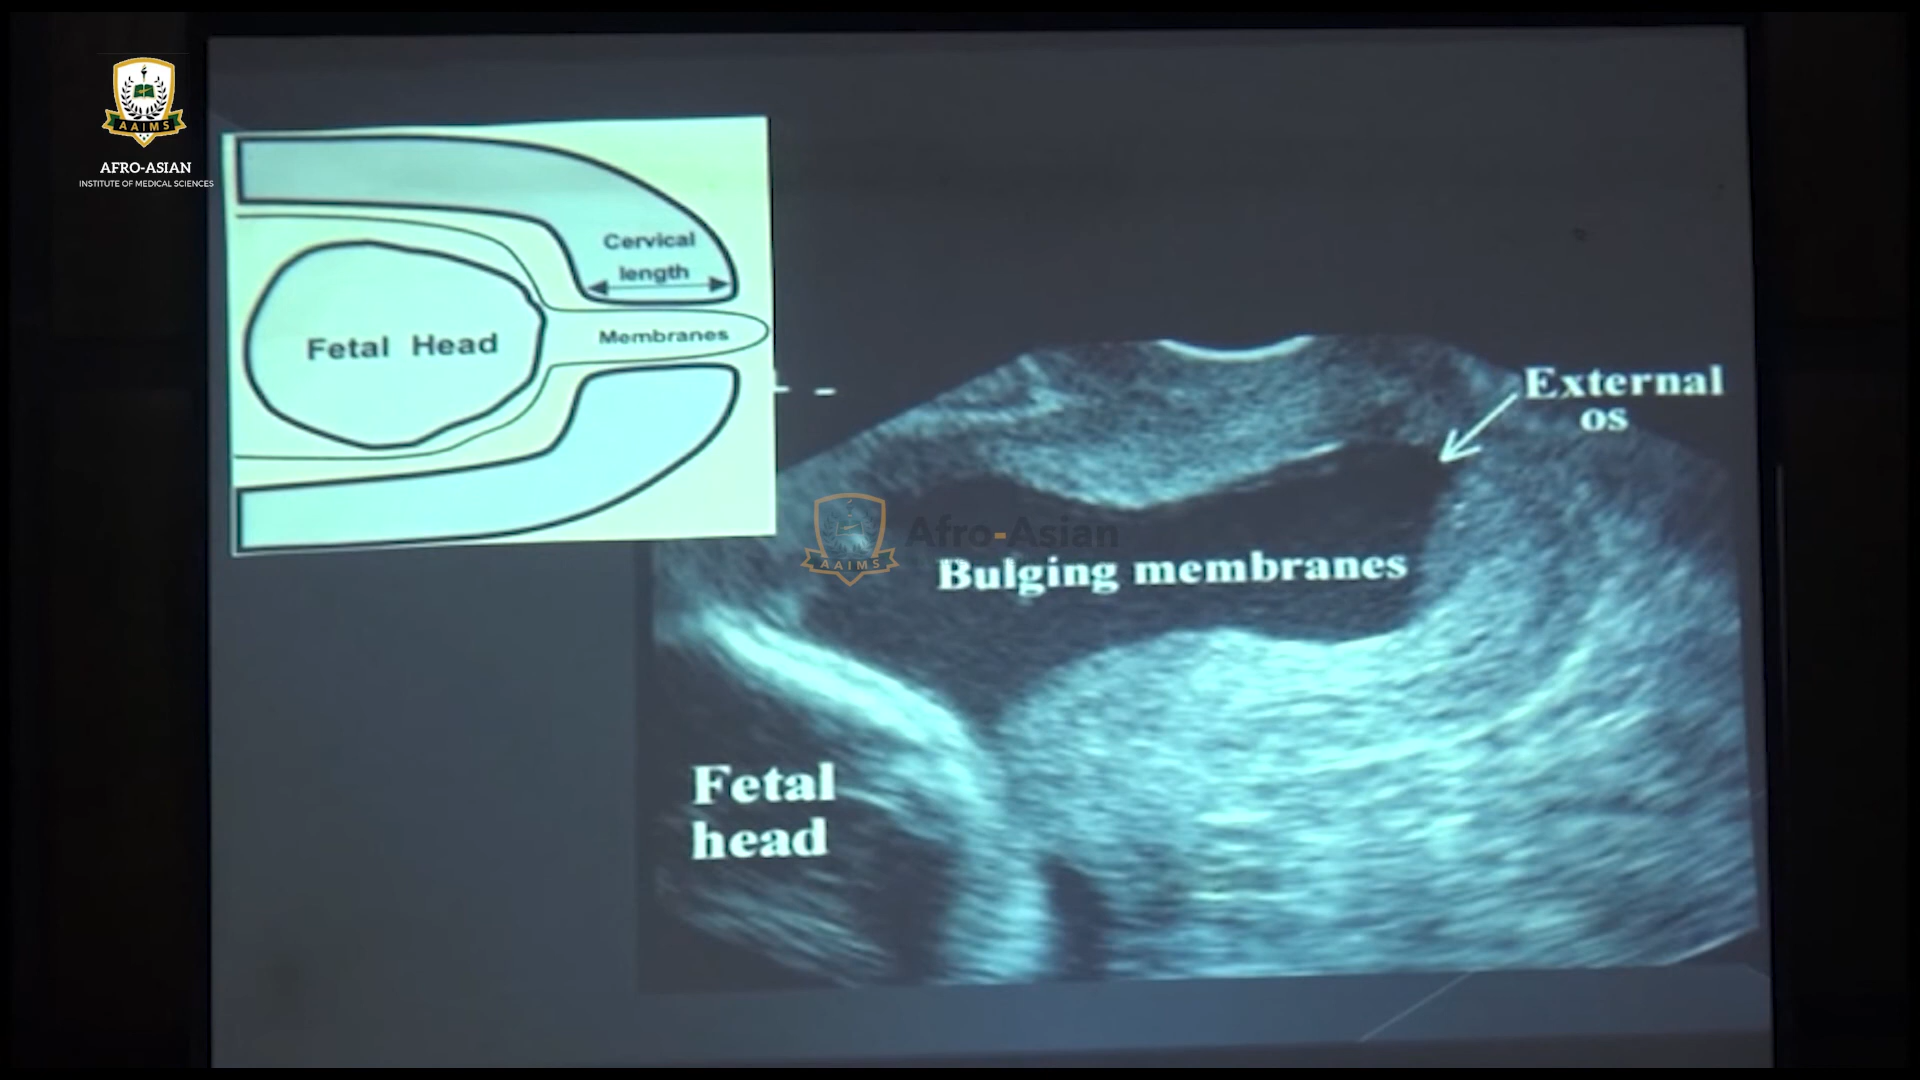 AAIMS
AFRO-ASIAN
INSTITUTE OF MEDICAL SCIENCES
Cervical
length
Fetal Head
Membranes
External
os
Afro-Asian
AAIMS
Bulging membranes
Fetal
head